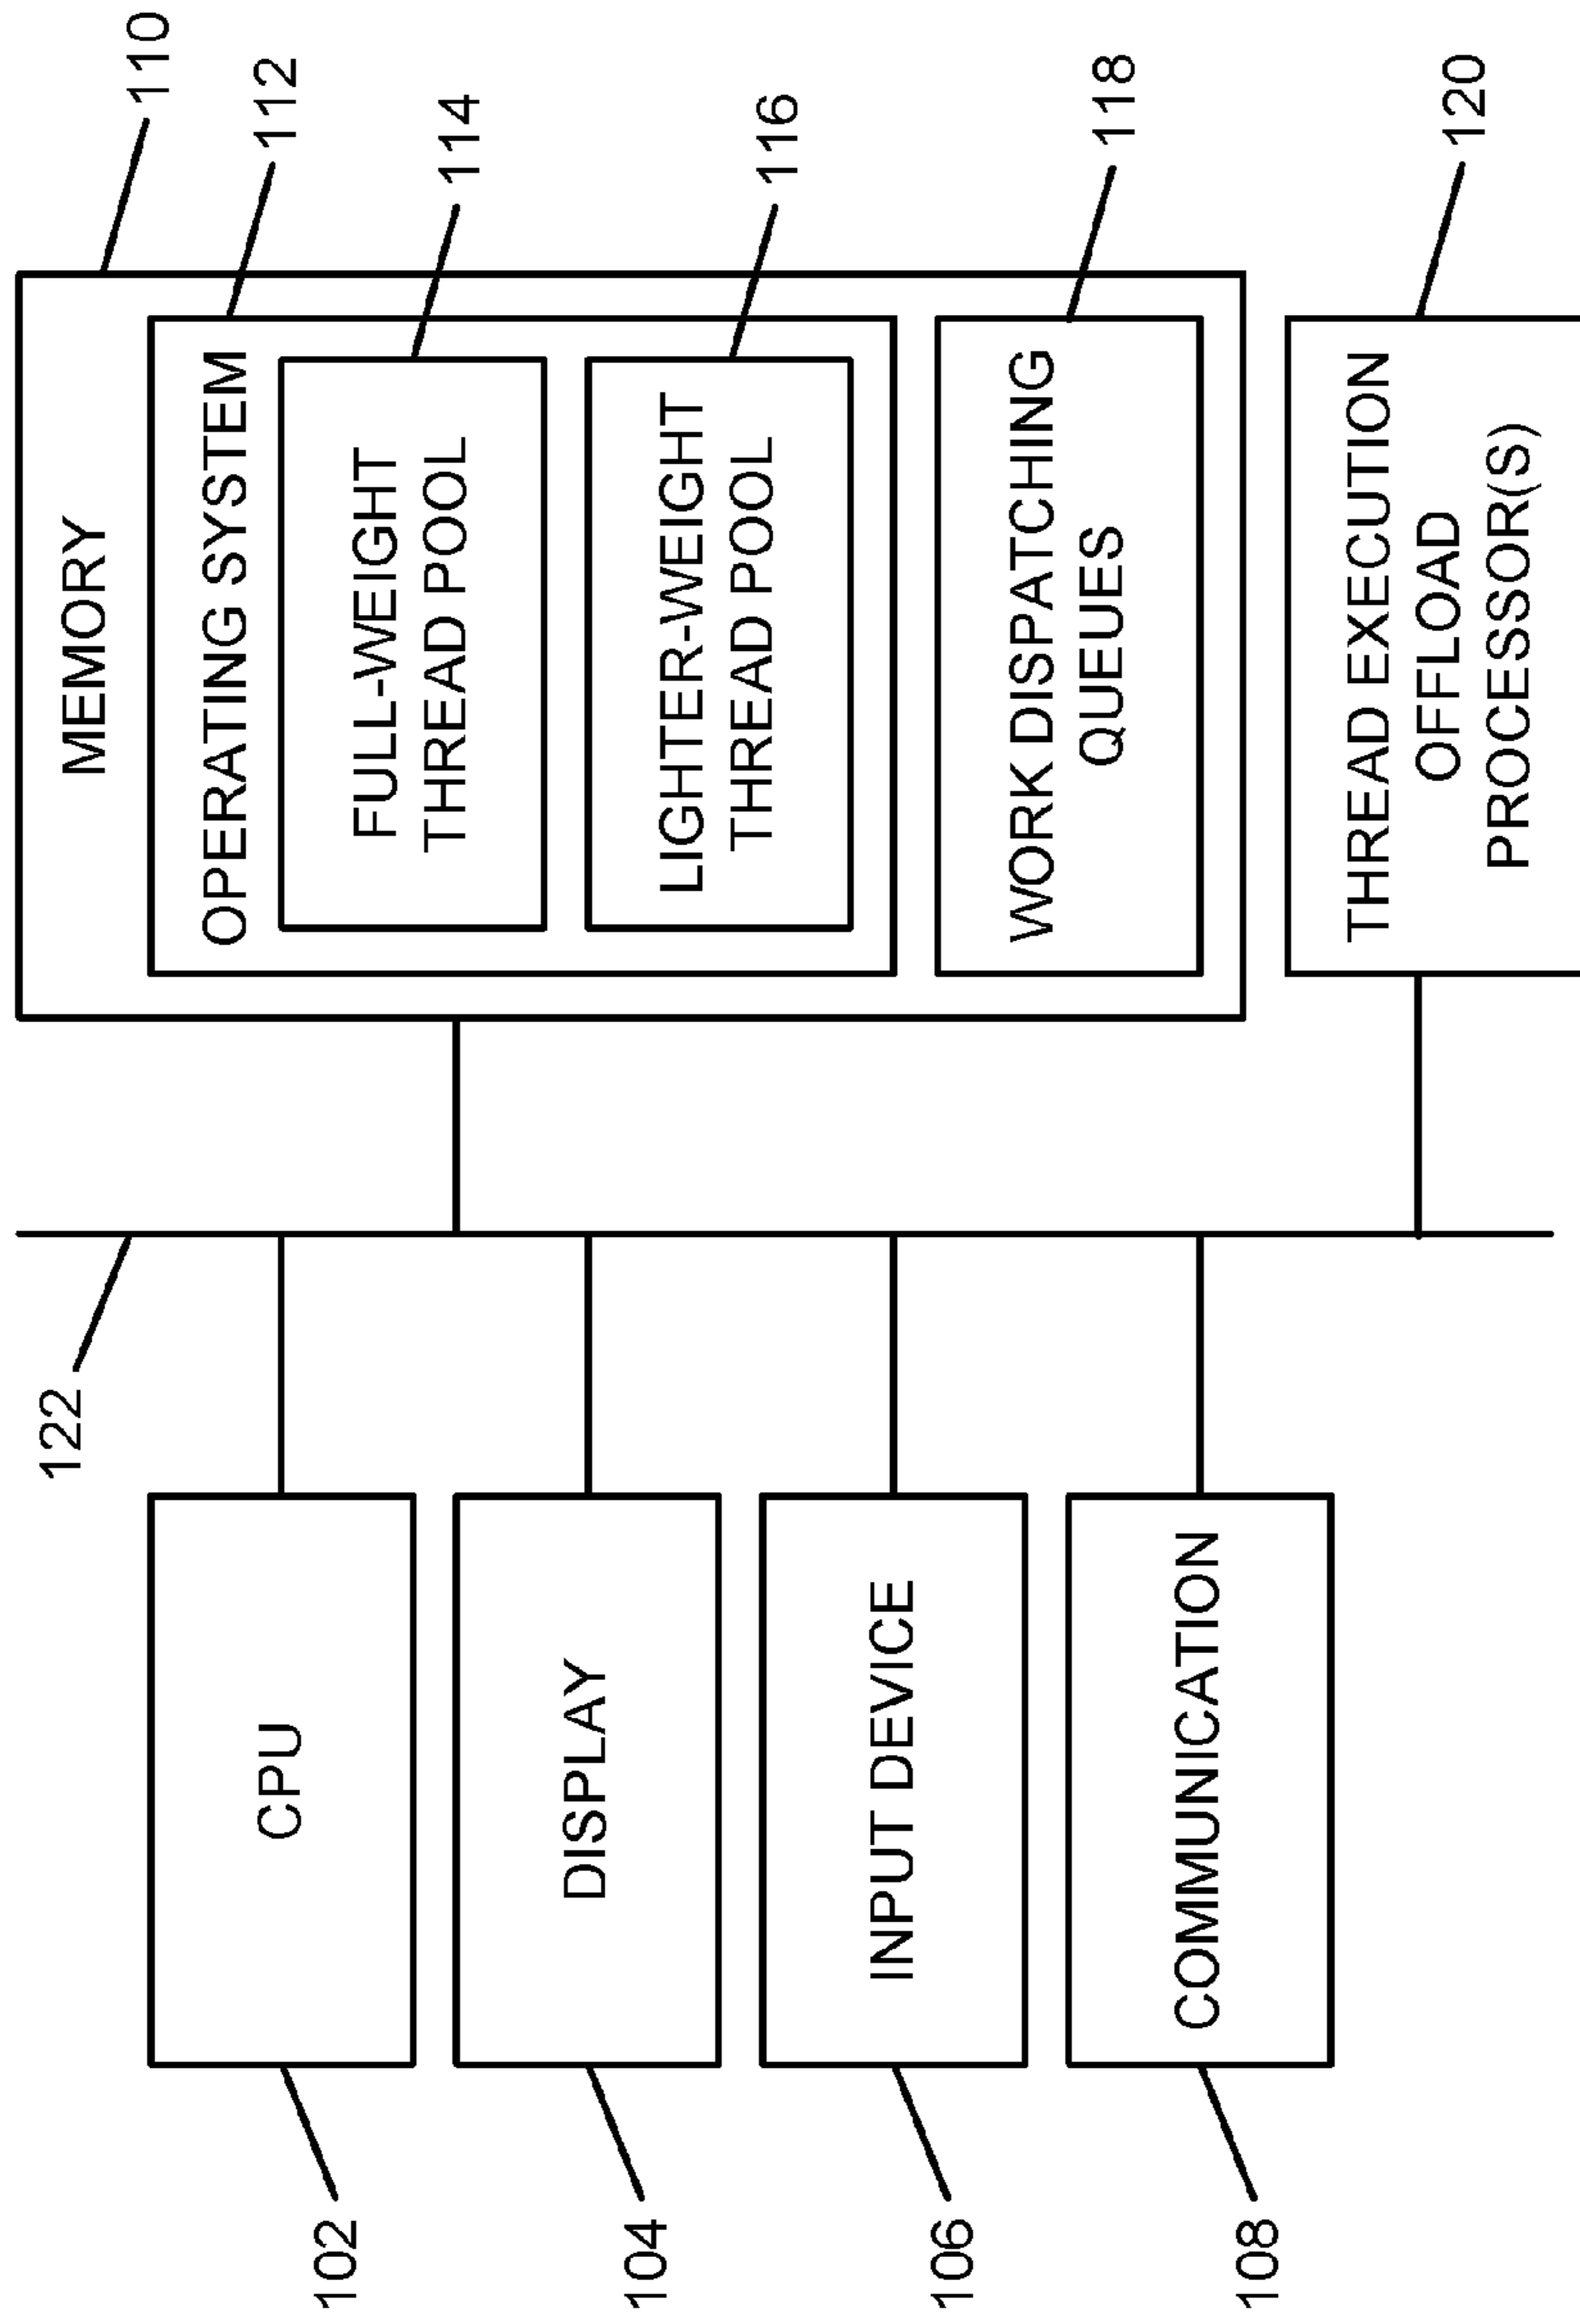 122
110
MEMORY
112
OPERATING SYSTEM
114
FULL-WEIGHT
THREAD POOL
116
LIGHTER-WEIGHT
THREAD POOL
118
WORK DISPATCHING
QUEUES
120
THREAD EXECUTION
OFFLOAD
PROCESSOR(S)
102
CPU
104
DISPLAY
106
INPUT DEVICE
108
COMMUNICATION